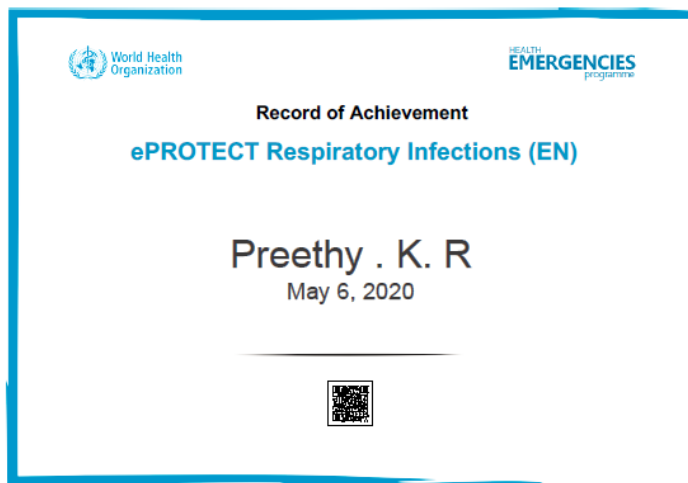 World Health
Organization
HEALTH
EMERGENCIES
programme
Record of Achievement
ePROTECT Respiratory Infections (EN)
Preethy . K. R
May 6, 2020